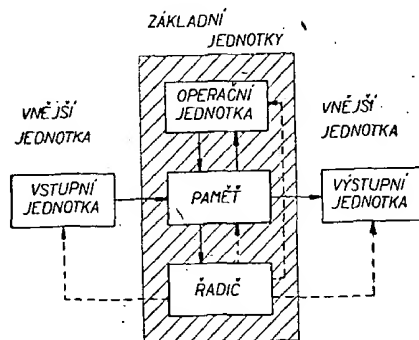 ZÁKLADNÍ
JEDNOTKY
OPERAČNÍ
JEDNOTKA
VNĚJŠÍ
JEDNOTKA
VNĚJŠÍ
JEDNOTKA
VSTUPNÍ
JEDNOTKA
PAMĚŤ
VÝSTUPNÍ
JEDNOTKA
ŘADIČ